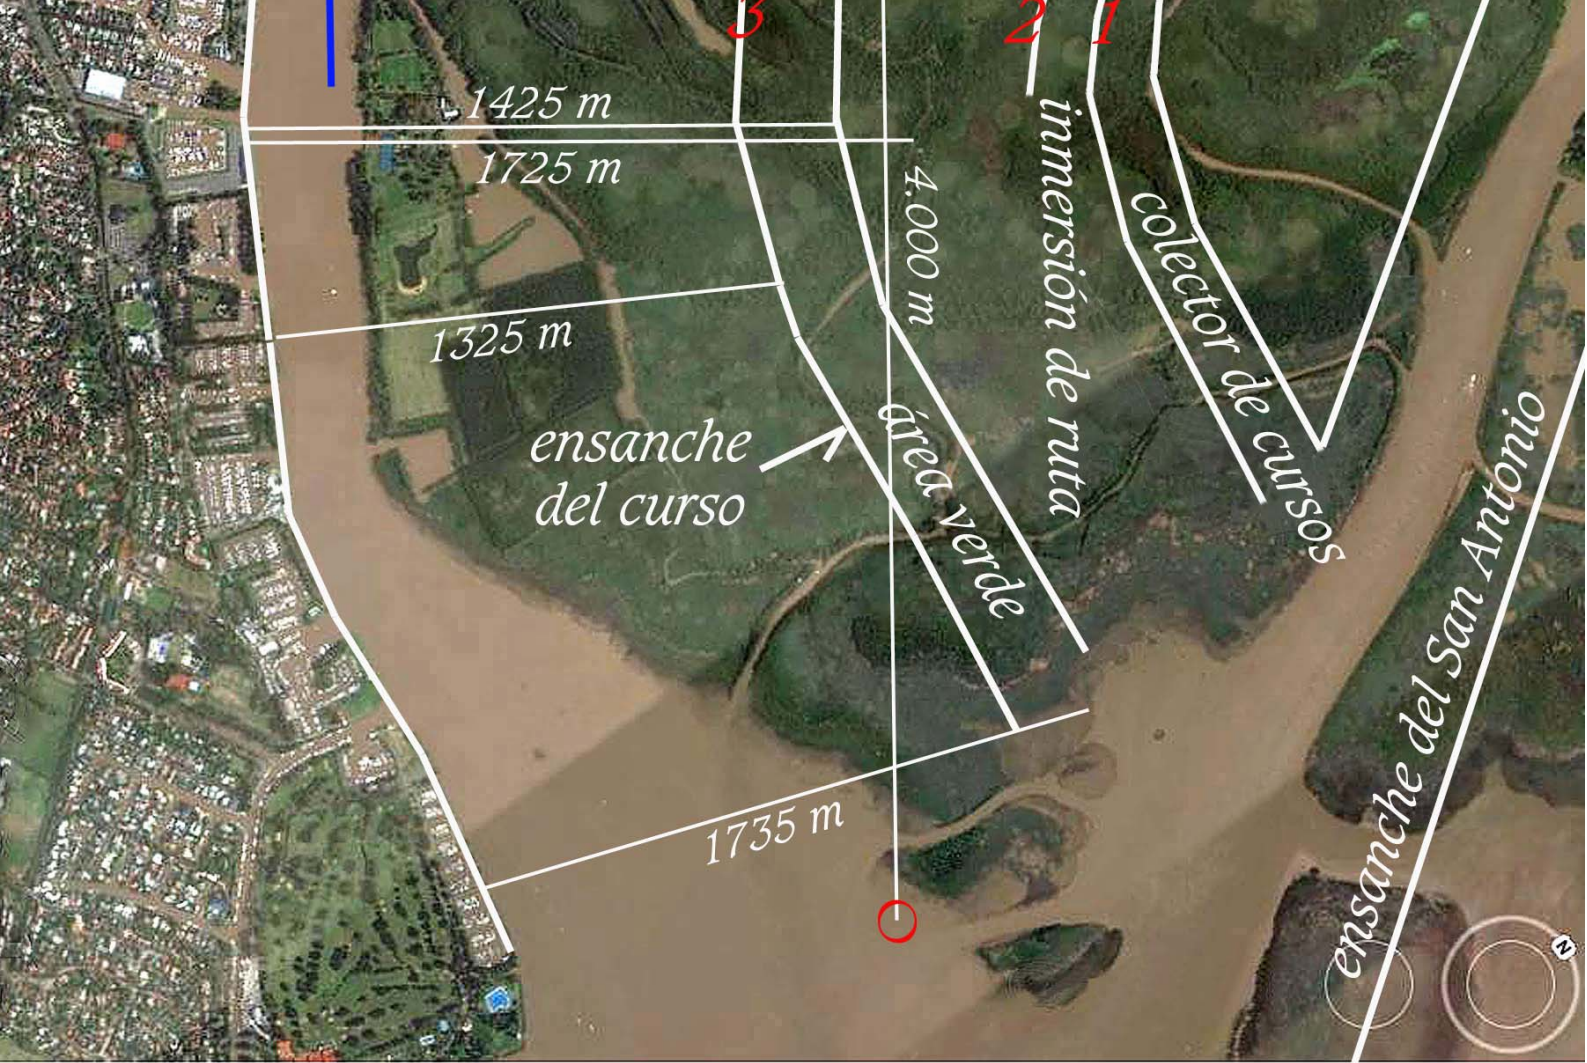 3
2
1
1425 m
1725 m
4.000 m
inmersión de ruta
colector de cursos
1325 m
ensanche
del curso
área verde
1735 m
ensanche del San Antonio
N